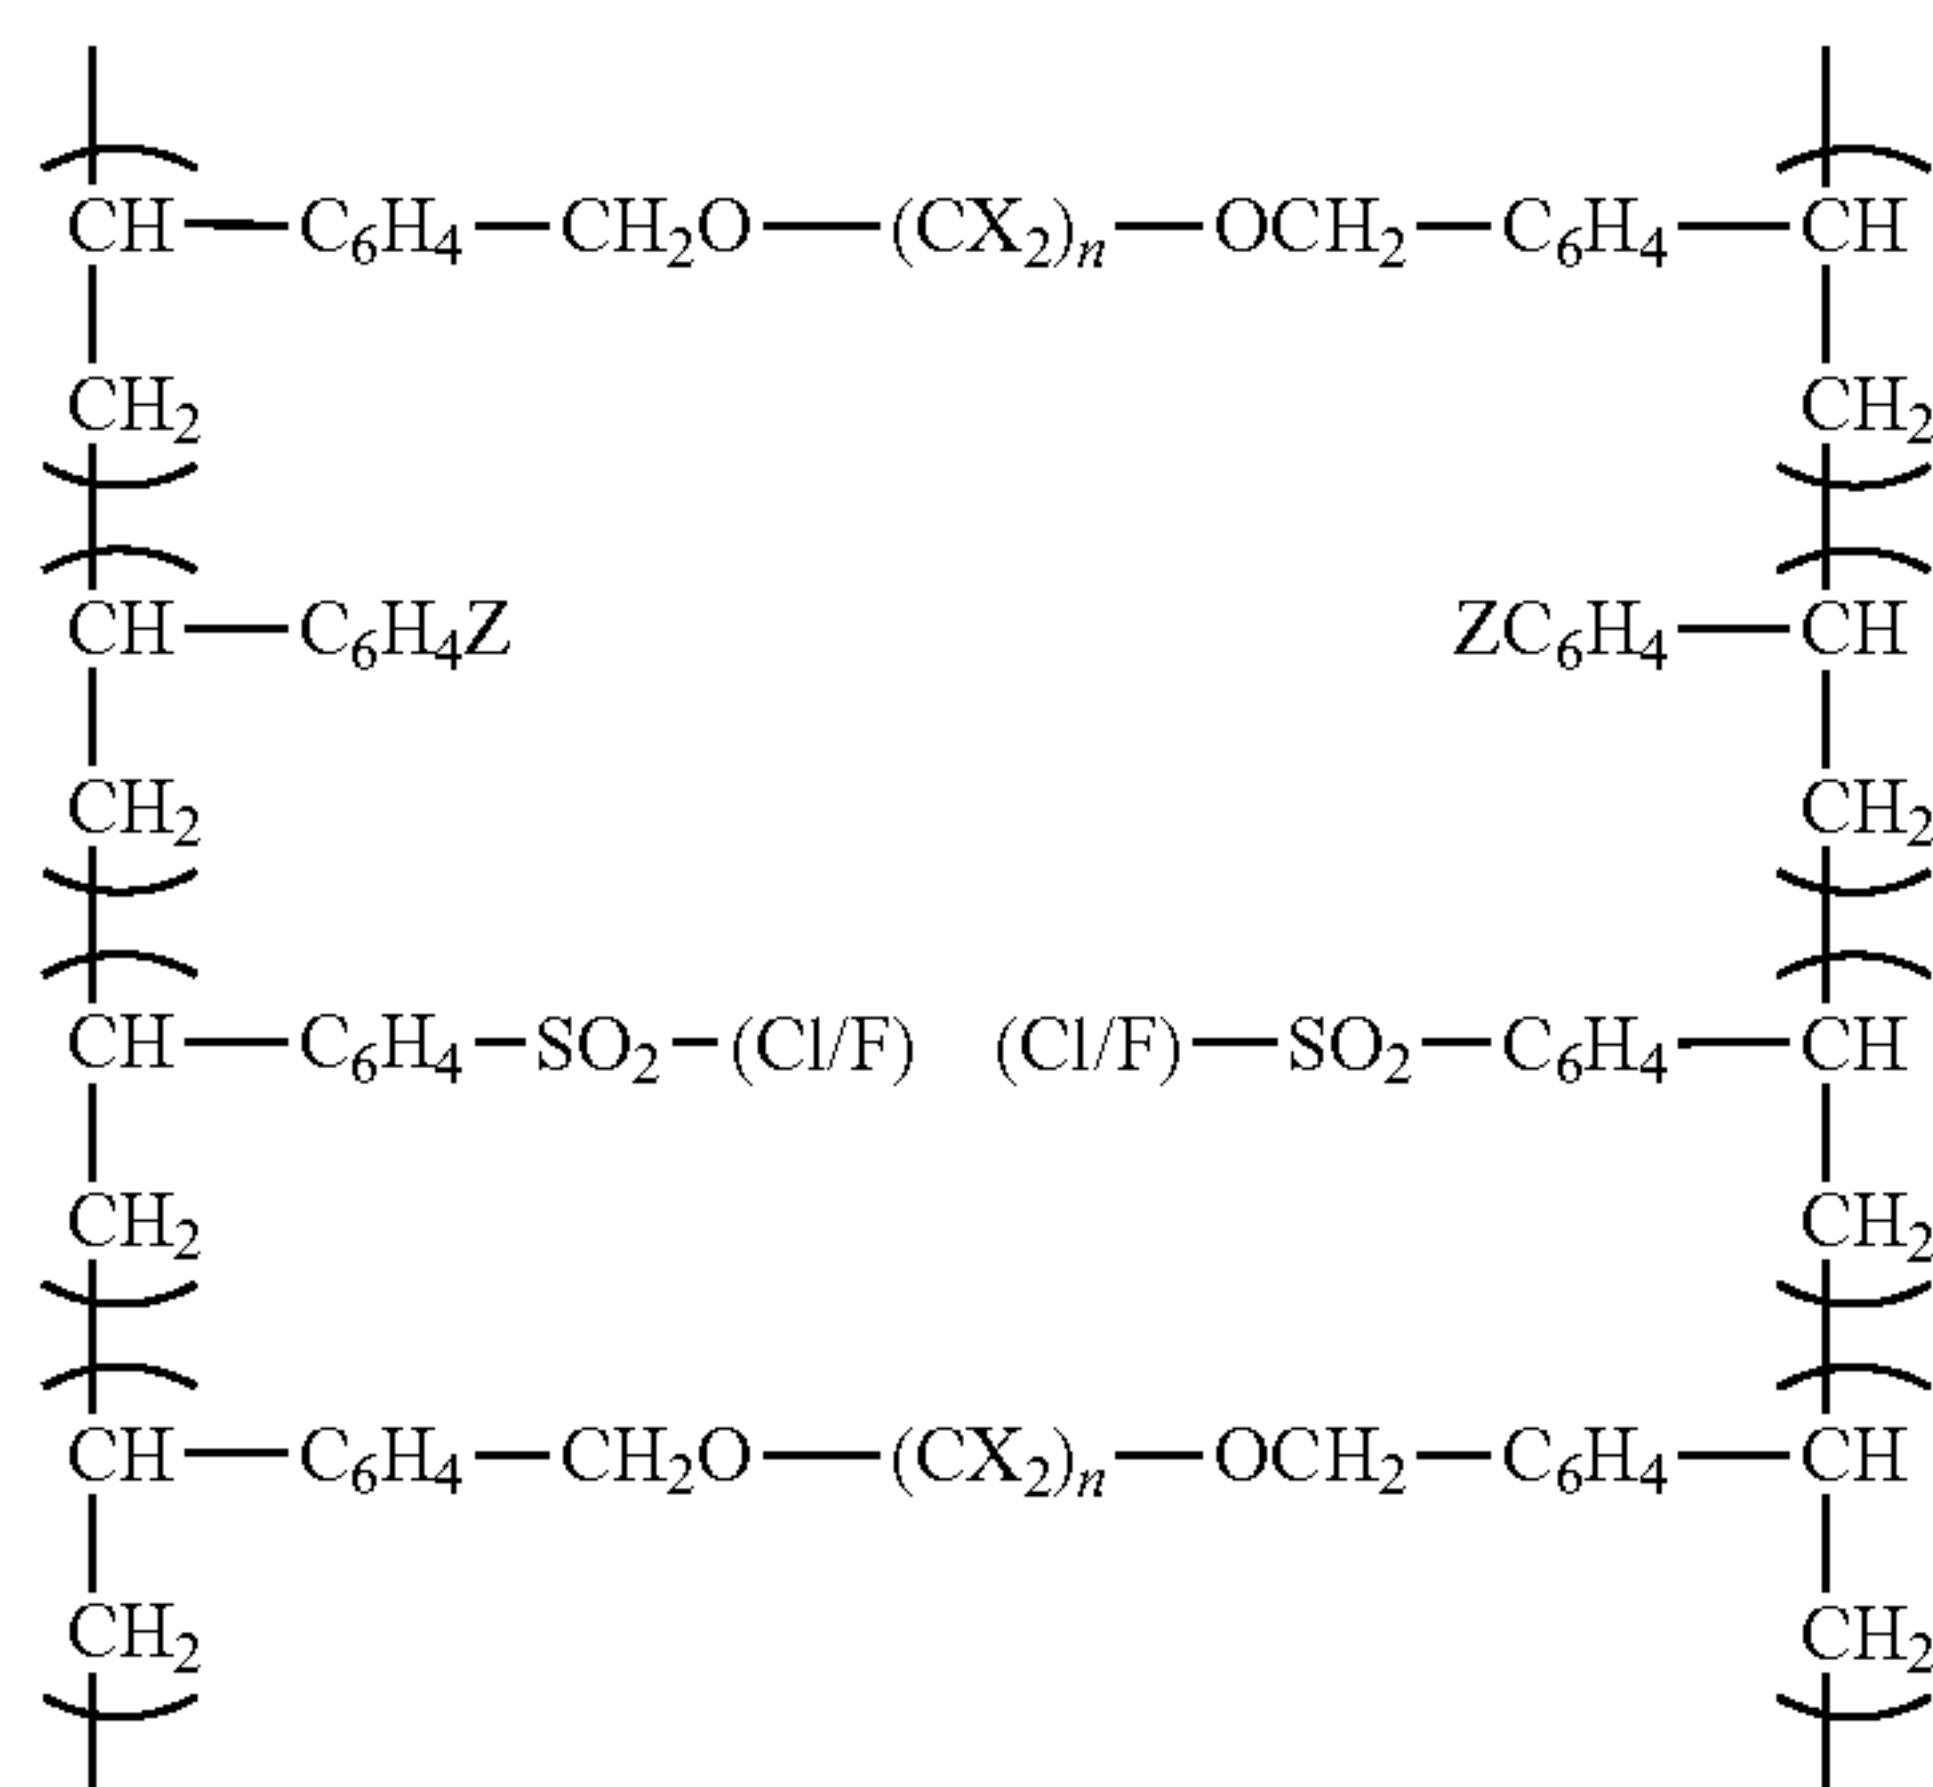 CH—C₆H₄—CH₂O—(CX₂)ₙ—OCH₂—C₆H₄—CH
CH₂ CH₂
CH—C₆H₄Z ZC₆H₄—CH
CH₂ CH₂
CH—C₆H₄—SO₂—(Cl/F) (Cl/F)—SO₂—C₆H₄—CH
CH₂ CH₂
CH—C₆H₄—CH₂O—(CX₂)ₙ—OCH₂—C₆H₄—CH
CH₂ CH₂